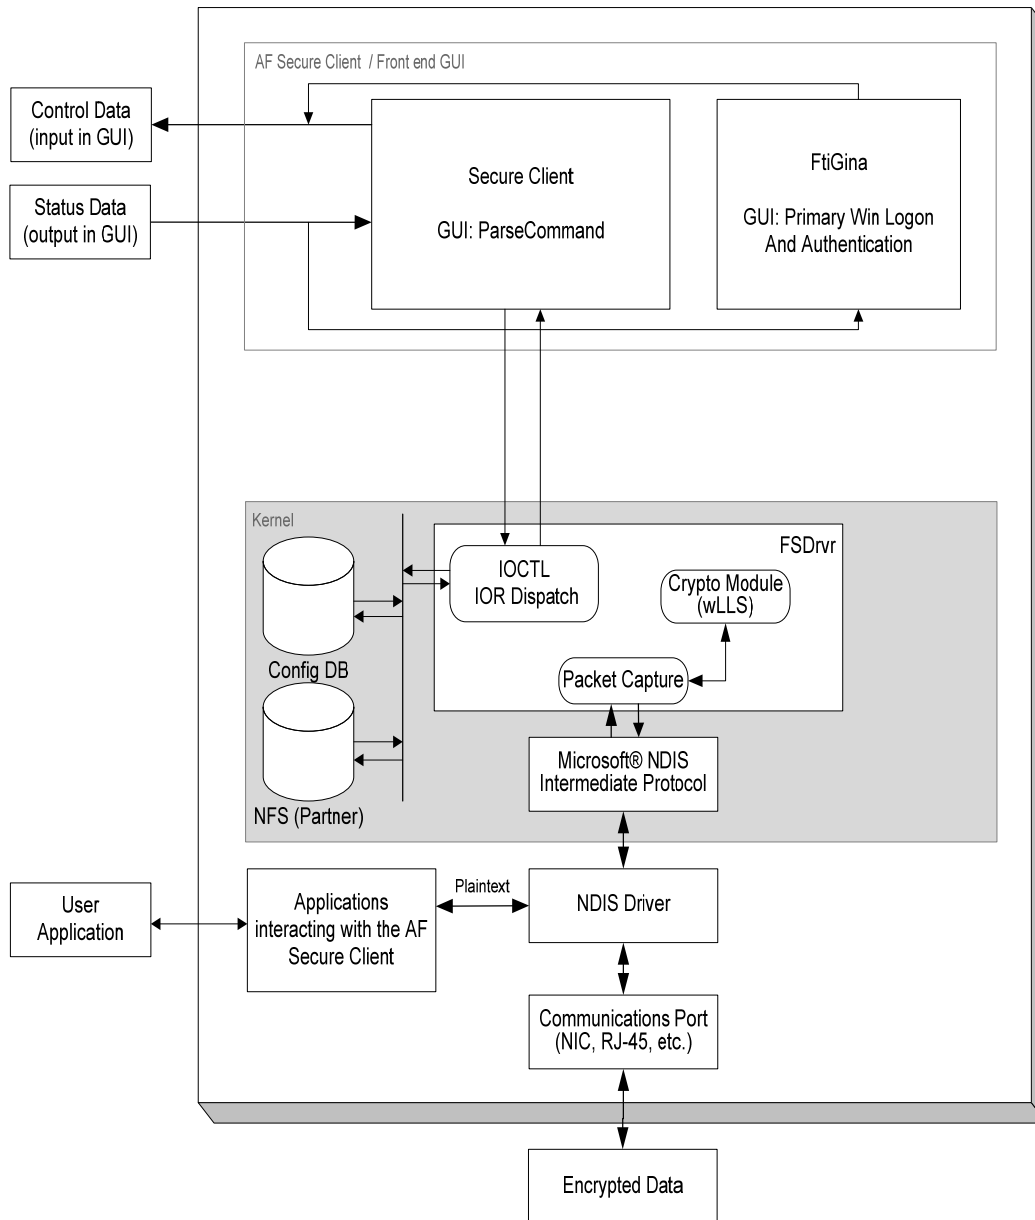 AF Secure Client / Front end GUI
Control Data
(input in GUI)
Status Data
(output in GUI)
Secure Client
GUI: ParseCommand
FtiGina
GUI: Primary Win Logon
And Authentication
Kernel
FSDrvr
IOCTL
IOR Dispatch
Crypto Module
(wLLS)
Config DB
Packet Capture
NFS (Partner)
Microsoft® NDIS
Intermediate Protocol
User
Application
Applications
interacting with the AF
Secure Client
Plaintext
NDIS Driver
Communications Port
(NIC, RJ-45, etc.)
Encrypted Data